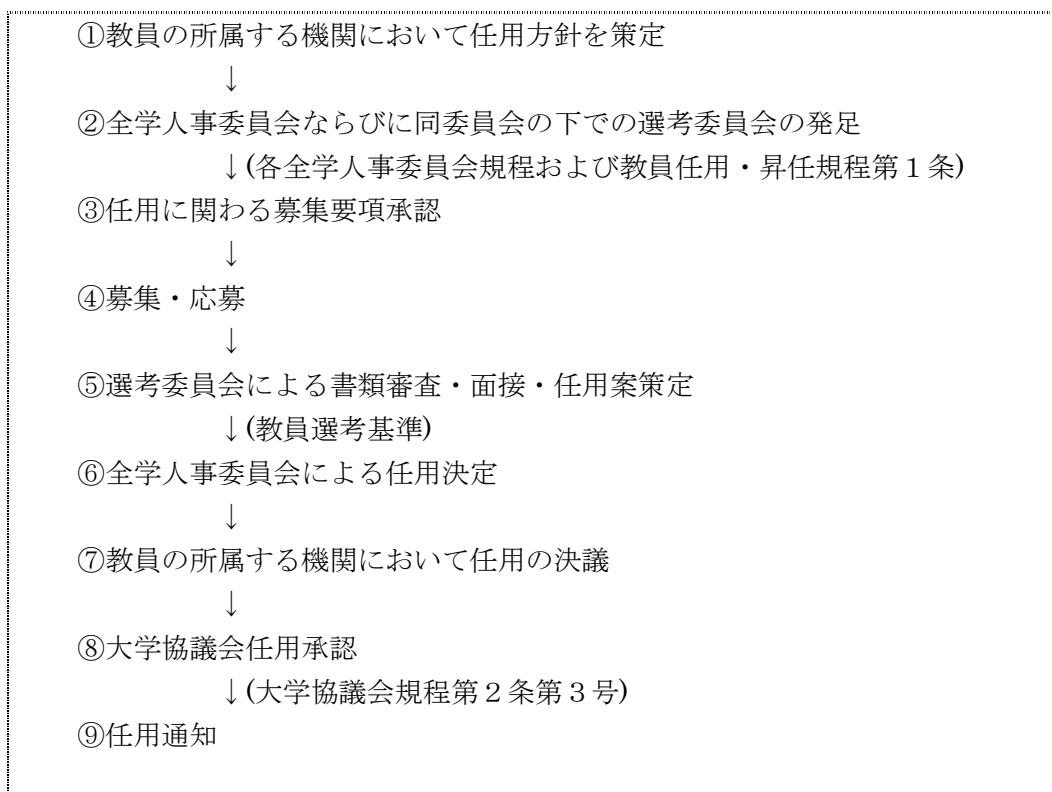 ①教員の所属する機関において任用方針を策定
↓
②全学人事委員会ならびに同委員会の下での選考委員会の発足
↓(各全学人事委員会規程および教員任用・昇任規程第１条)
③任用に関わる募集要項承認
↓
④募集・応募
↓
⑤選考委員会による書類審査・面接・任用案策定
↓(教員選考基準)
⑥全学人事委員会による任用決定
↓
⑦教員の所属する機関において任用の決議
↓
⑧大学協議会任用承認
↓(大学協議会規程第２条第３号)
⑨任用通知